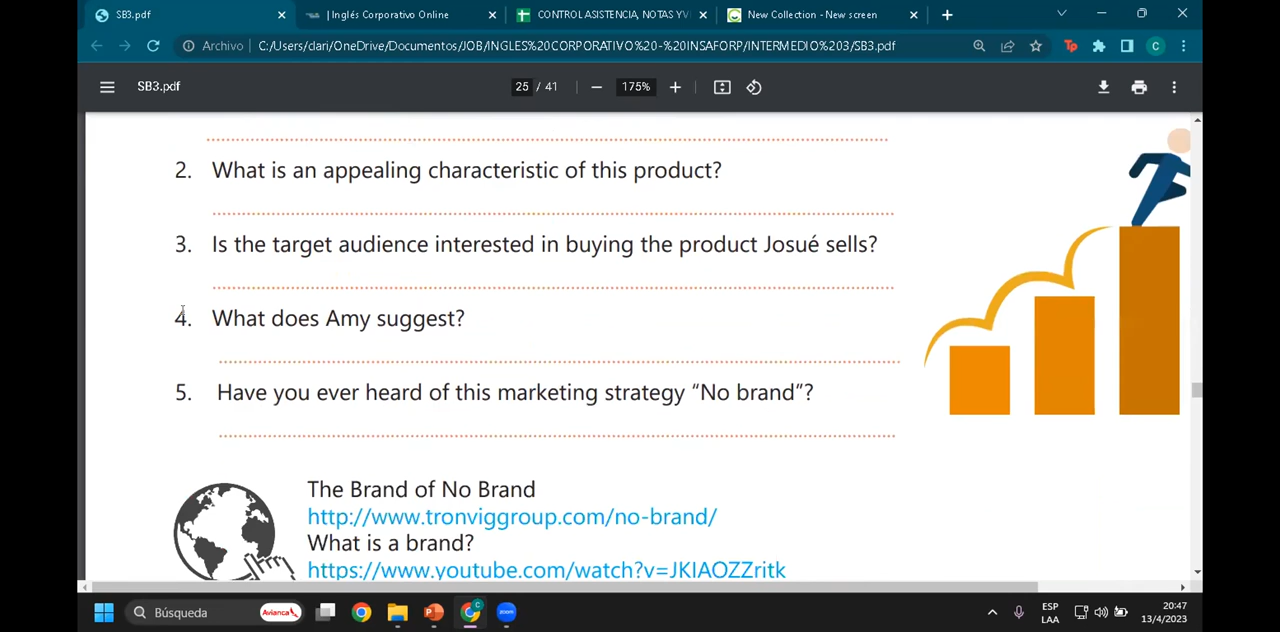 SB3.pdf
Inglés Corporativo Online
CONTROL ASISTENCIA, NOTAS Y V
New Collection - New screen
Archivo
C:/Users/dari/OneDrive/Documentos/JOB/INGLES%20CORPORATIVO%20-%20INSAFORP/INTERMEDIO%203/SB3.pdf
C
SB3.pdf
25 / 41
175%
2. What is an appealing characteristic of this product?
3. Is the target audience interested in buying the product Josué sells?
4. What does Amy suggest?
5. Have you ever heard of this marketing strategy “No brand”?
The Brand of No Brand
http://www.tronviggroup.com/no-brand/
What is a brand?
https://www.youtube.com/watch?v=JKIAOZZritk
Búsqueda
Avianca
zoom
ESP
LAA
20:47
13/4/2023